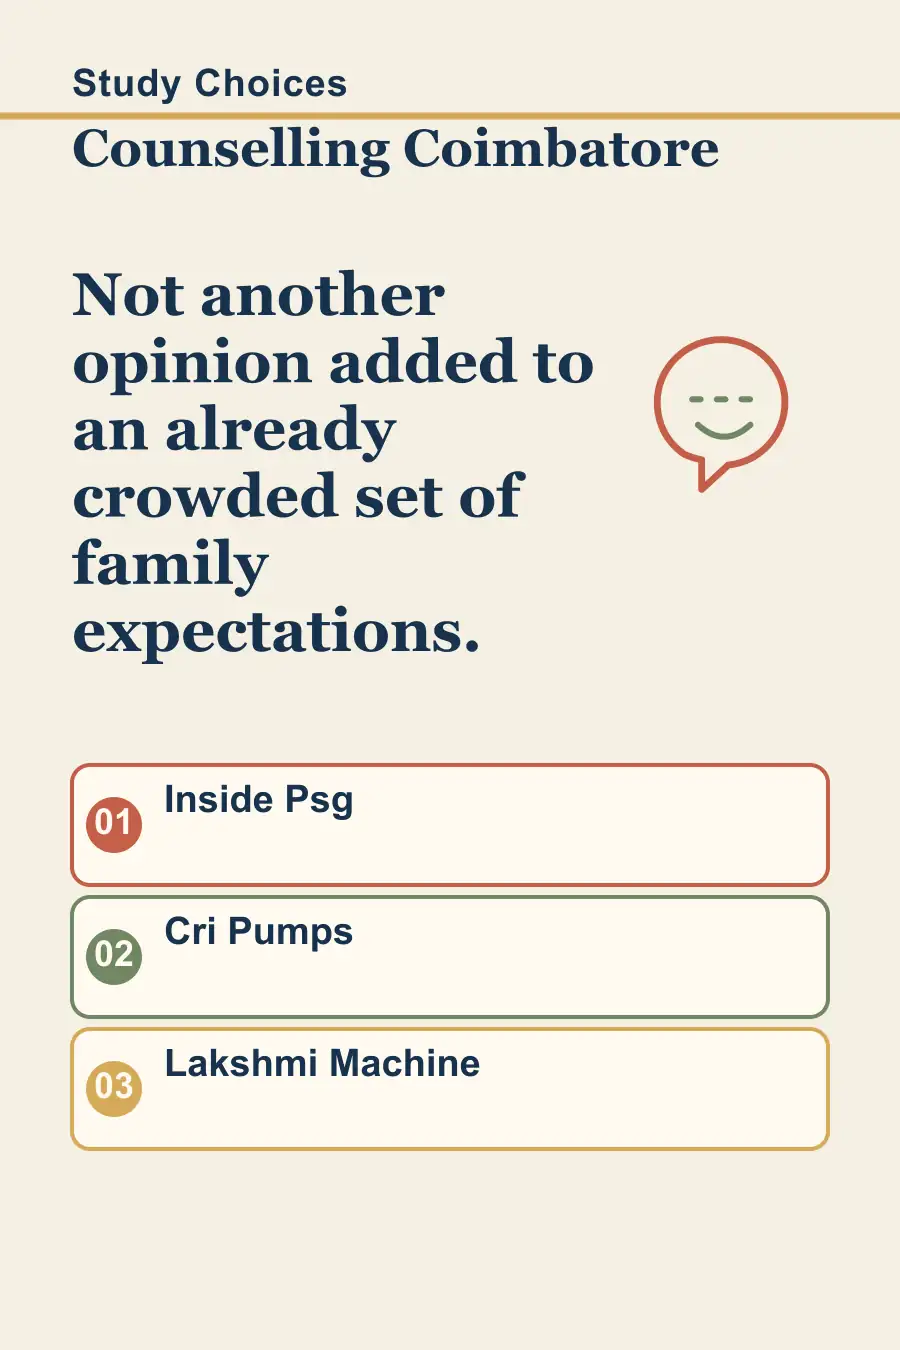 Study Choices
Counselling Coimbatore
Not another
opinion added to
an already
crowded set of
family
expectations.
01 Inside Psg
02 Cri Pumps
03 Lakshmi Machine